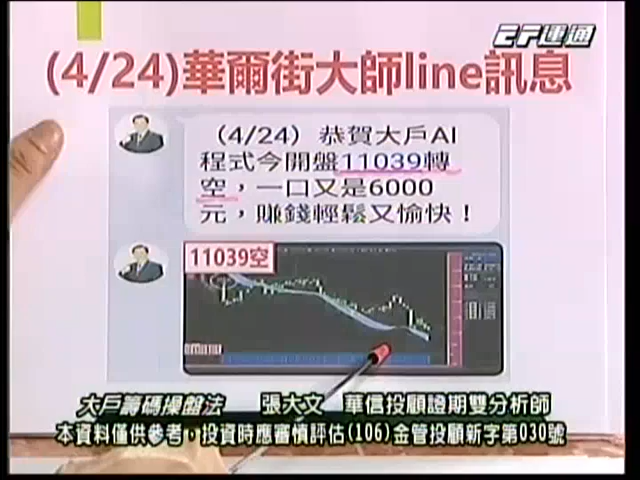 EF運通
(4/24)華爾街大師line訊息
（4/24）恭賀大戶AI
程式今開盤11039轉
空，一口又是6000
元，賺錢輕鬆又愉快！
11039空
大戶籌碼操盤法 張大文 華信投顧證期雙分析師
本資料僅供參考，投資時應審慎評估(106)金管投顧新字第030號